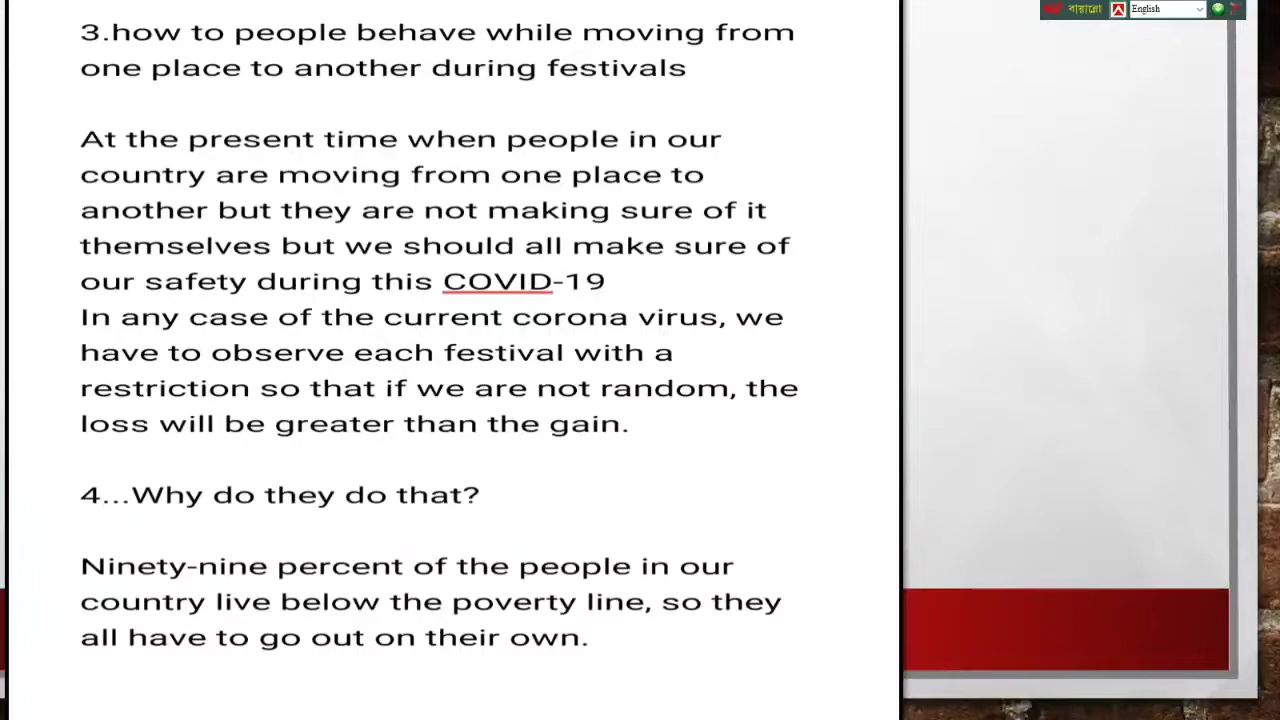 বায়ান্নো
English
3.how to people behave while moving from
one place to another during festivals
At the present time when people in our
country are moving from one place to
another but they are not making sure of it
themselves but we should all make sure of
our safety during this COVID-19
In any case of the current corona virus, we
have to observe each festival with a
restriction so that if we are not random, the
loss will be greater than the gain.
4...Why do they do that?
Ninety-nine percent of the people in our
country live below the poverty line, so they
all have to go out on their own.